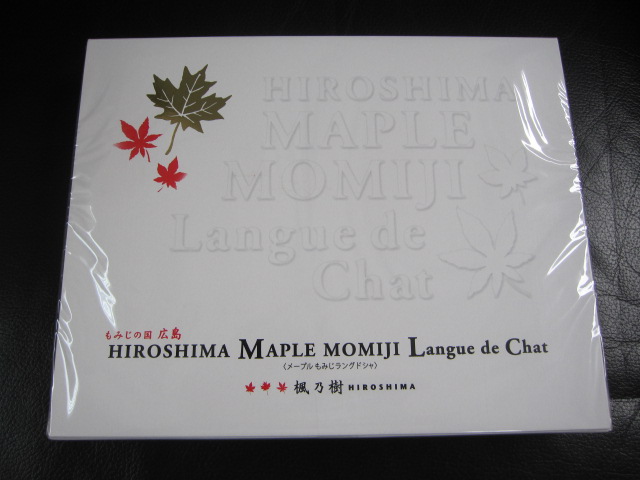 HIROSHIMA
MAPLE
MOMIJI
Langue de
Chat
もみじの国 広島
HIROSHIMA MAPLE MOMIJI Langue de Chat
〈メープル もみじラングドシャ〉
楓乃樹 HIROSHIMA